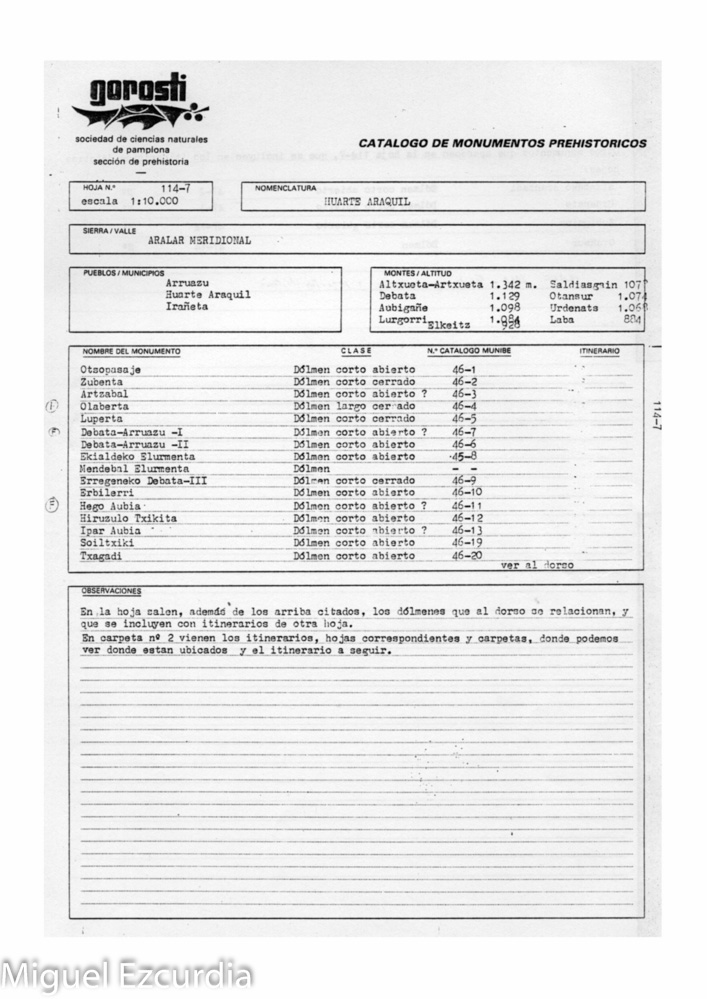 gorosti
sociedad de ciencias naturales
de pamplona
sección de prehistoria
CATALOGO DE MONUMENTOS PREHISTORICOS
HOJA N.º 114-7
escala 1:10.000
NOMENCLATURA
HUARTE ARAQUIL
SIERRA / VALLE
ARALAR MERIDIONAL
PUEBLOS / MUNICIPIOS
Arruazu
Huarte Araquil
Irañeta
MONTES / ALTITUD
Altxueta-Artxueta 1.342 m. Saldiasgain 107
Debata 1.129 Otansur 1.074
Aubigañe 1.098 Urdenats 1.068
Lurgorri 1.084 Laba 884
Elkeitz 928
NOMBRE DEL MONUMENTO CLASE N.º CATALOGO MUNIBE ITINERARIO
Otsopasaje Dólmen corto abierto 46-1
Zubenta Dólmen corto cerrado 46-2
Artzabal Dólmen corto abierto ? 46-3
Olaberta Dólmen largo cerrado 46-4
Luperta Dólmen corto cerrado 46-5
Debata-Arruazu -I Dólmen corto abierto ? 46-7
Debata-Arruazu -II Dólmen corto abierto 46-6
Ekialdeko Elurmenta Dólmen corto abierto 45-8
Mendebal Elurmenta Dólmen - -
Erregeneko Debata-III Dólmen corto cerrado 46-9
Erbilerri Dólmen corto abierto 46-10
Hego Aubia Dólmen corto abierto ? 46-11
Hiruzulo Txikita Dólmen corto abierto 46-12
Ipar Aubia Dólmen corto abierto ? 46-13
Soiltxiki Dólmen corto abierto 46-19
Txagadi Dólmen corto abierto 46-20
ver al dorso
114-7
OBSERVACIONES
En la hoja salen, además de los arriba citados, los dólmenes que al dorso se relacionan, y
que se incluyen con itinerarios de otra hoja.
En carpeta nº 2 vienen los itinerarios, hojas correspondientes y carpetas, donde podemos
ver donde estan ubicados y el itinerario a seguir.
Miguel Ezcurdia